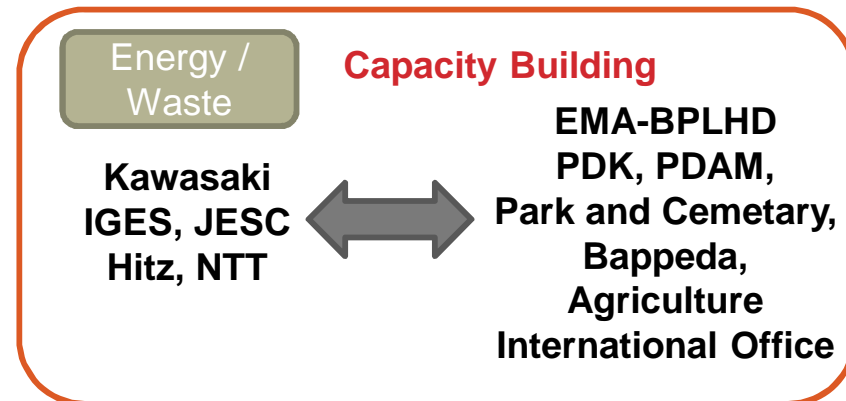 Energy /
Waste
Capacity Building
Kawasaki
IGES, JESC
Hitz, NTT
EMA-BPLHD
PDK, PDAM,
Park and Cemetary,
Bappeda,
Agriculture
International Office